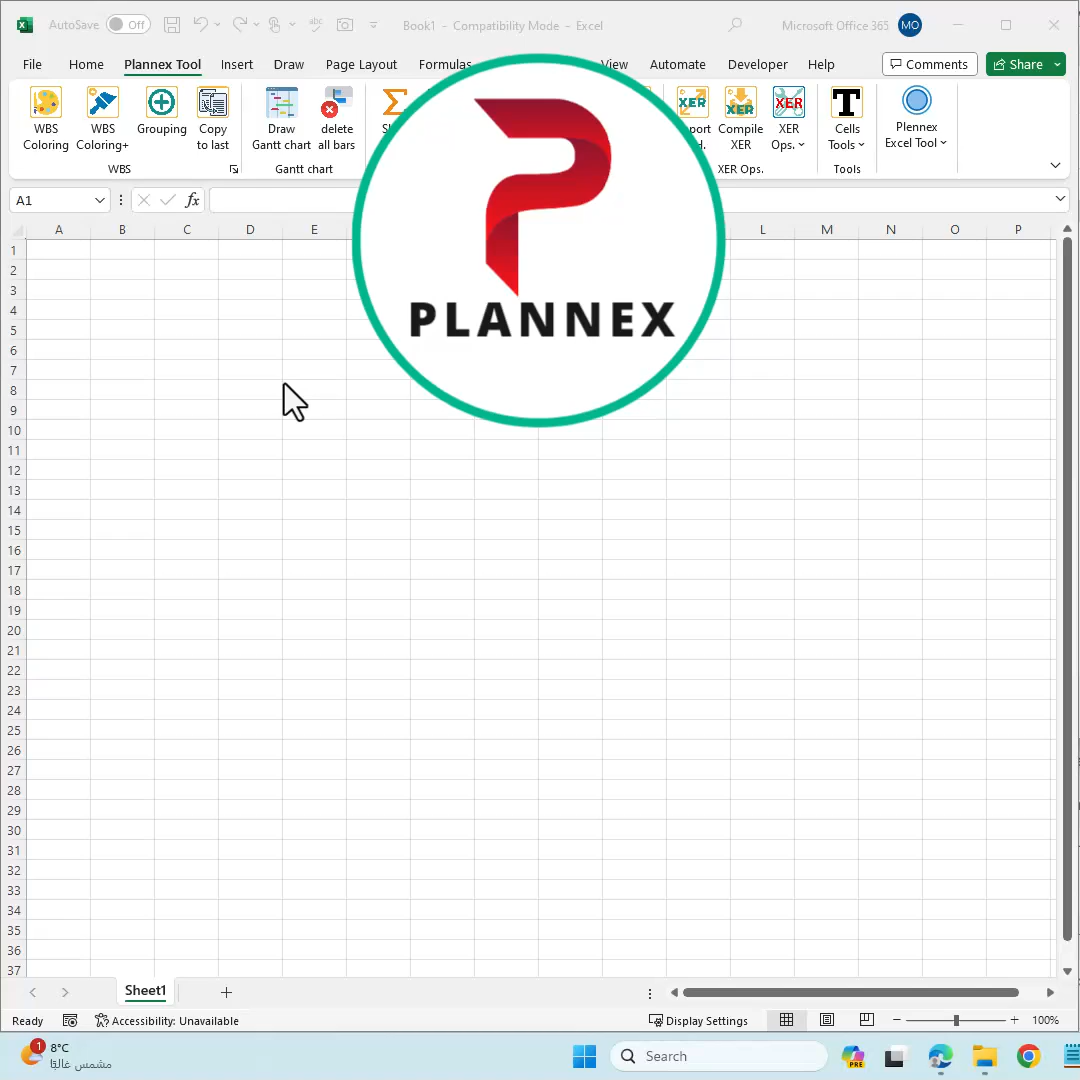 AutoSave Off Book1 - Compatibility Mode - Excel Microsoft Office 365 MO
File Home Plannex Tool Insert Draw Page Layout Formulas View Automate Developer Help Comments Share
WBS Coloring
WBS Coloring+
Grouping
Copy to last
WBS
Draw Gantt chart
delete all bars
Gantt chart
XER
Compile XER
XER Ops.
XER Ops.
Cells Tools
Tools
Plennex Excel Tool
PLANNEX
A1 fx
A B C D E L M N O P
1
2
3
4
5
6
7
8
9
10
11
12
13
14
15
16
17
18
19
20
21
22
23
24
25
26
27
28
29
30
31
32
33
34
35
36
37
Sheet1
Ready Accessibility: Unavailable Display Settings 100%
1 8°C
مشمس غالبًا
Search
PRE